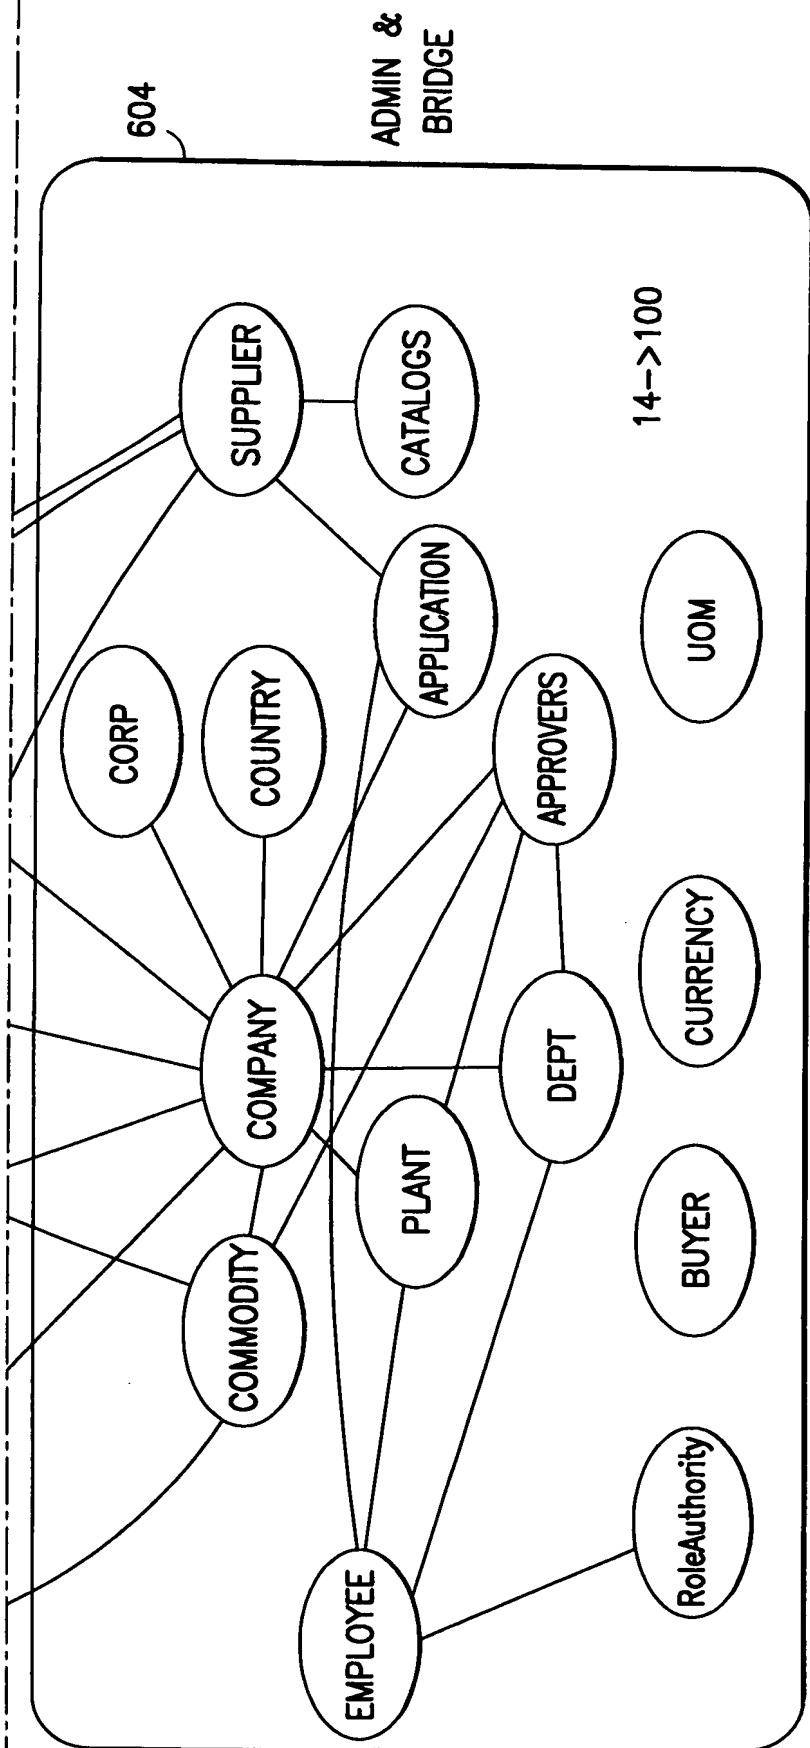 604
ADMIN &
BRIDGE
CORP
SUPPLIER
COUNTRY
COMPANY
COMMODITY
CATALOGS
APPLICATION
PLANT
EMPLOYEE
APPROVERS
DEPT
14->100
UOM
CURRENCY
BUYER
RoleAuthority